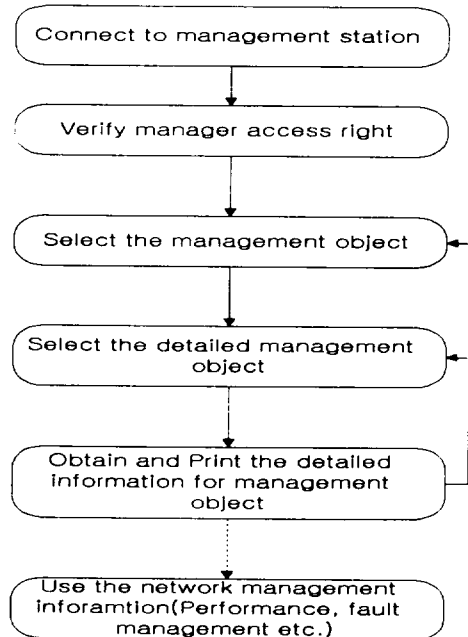 Connect to management station
Verify manager access right
Select the management object
Select the detailed management
object
Obtain and Print the detailed
information for management
object
Use the network management
inforamtion(Performance, fault
management etc.)